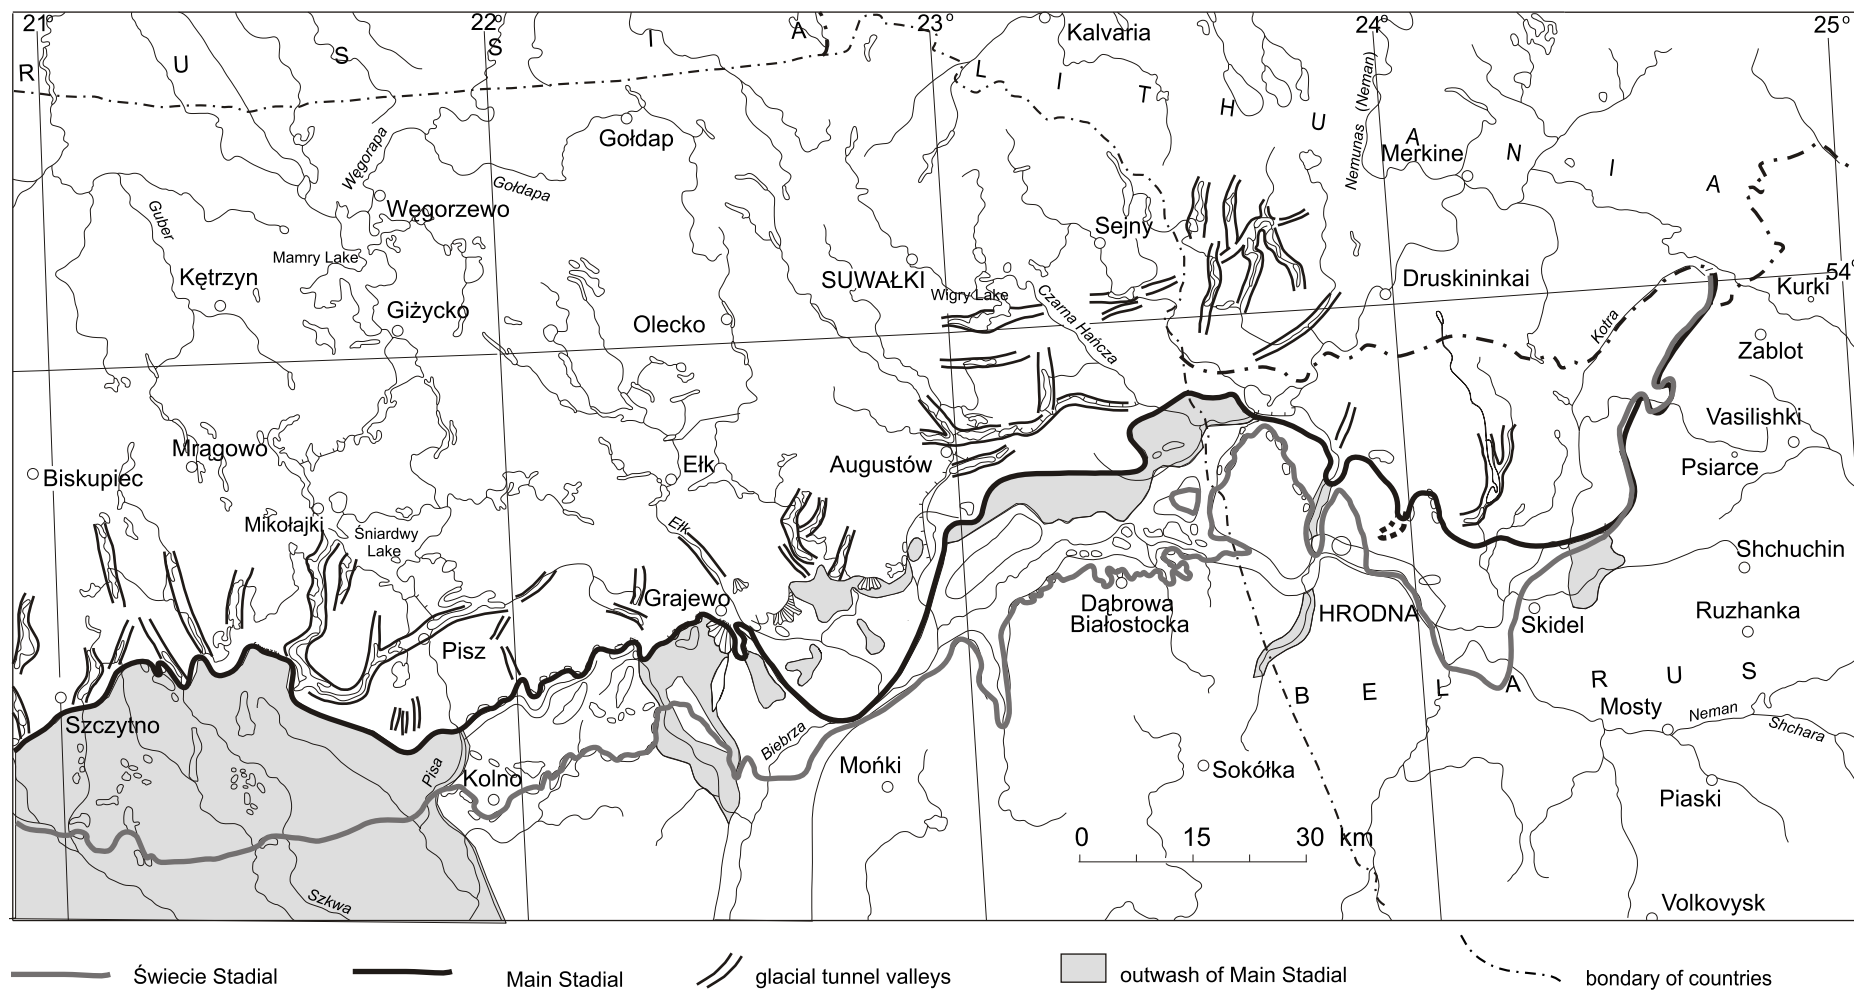 21°
22°
23°
24°
25°
R U S S I A
L I T H U A N I A
Kalvaria
Nemunas (Neman)
Merkine
Gołdap
Węgorapa
Gołdapa
Węgorzewo
Guber
Mamry Lake
Kętrzyn
Giżycko
Olecko
SUWAŁKI
Wigry Lake
Sejny
Czarna Hańcza
Druskininkai
54°
Kurki
Kotra
Zablot
Vasilishki
Psiarce
Mrągowo
Biskupiec
Ełk
Augustów
Mikołajki
Śniardwy
Lake
Ełk
Shchuchin
Grajewo
Dąbrowa
Białostocka
HRODNA
Skidel
Ruzhanka
Pisz
B E L A R U S
Szczytno
Mosty
Neman
Shchara
Biebrza
Mońki
Sokółka
Pisa
Kolno
Piaski
0 15 30 km
Szkwa
Volkovysk
Świecie Stadial
Main Stadial
glacial tunnel valleys
outwash of Main Stadial
bondary of countries